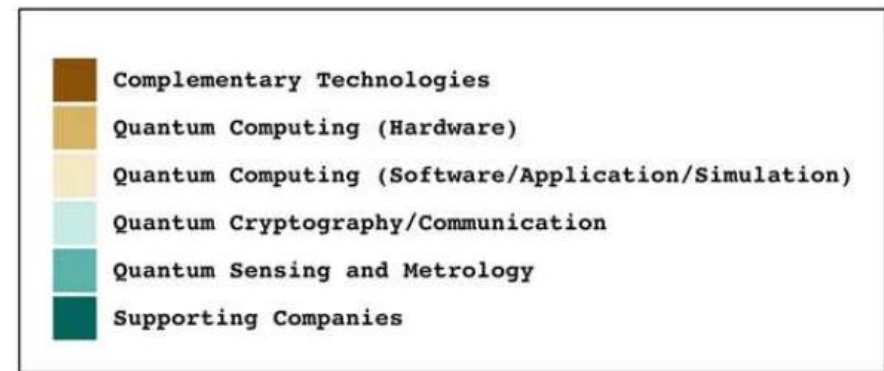 Complementary Technologies
Quantum Computing (Hardware)
Quantum Computing (Software/Application/Simulation)
Quantum Cryptography/Communication
Quantum Sensing and Metrology
Supporting Companies